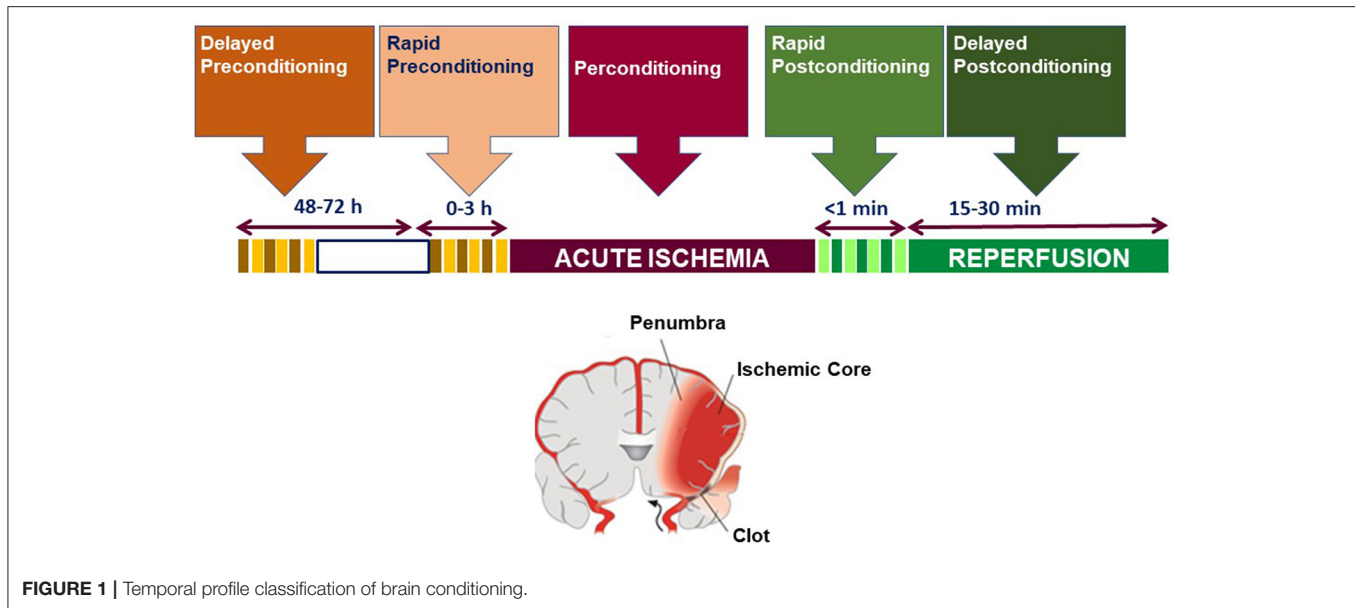 Delayed
Preconditioning
Rapid
Preconditioning
Perconditioning
Rapid
Postconditioning
Delayed
Postconditioning
48-72 h
0-3 h
<1 min
15-30 min
ACUTE ISCHEMIA
REPERFUSION
Penumbra
Ischemic Core
Clot
FIGURE 1 | Temporal profile classification of brain conditioning.